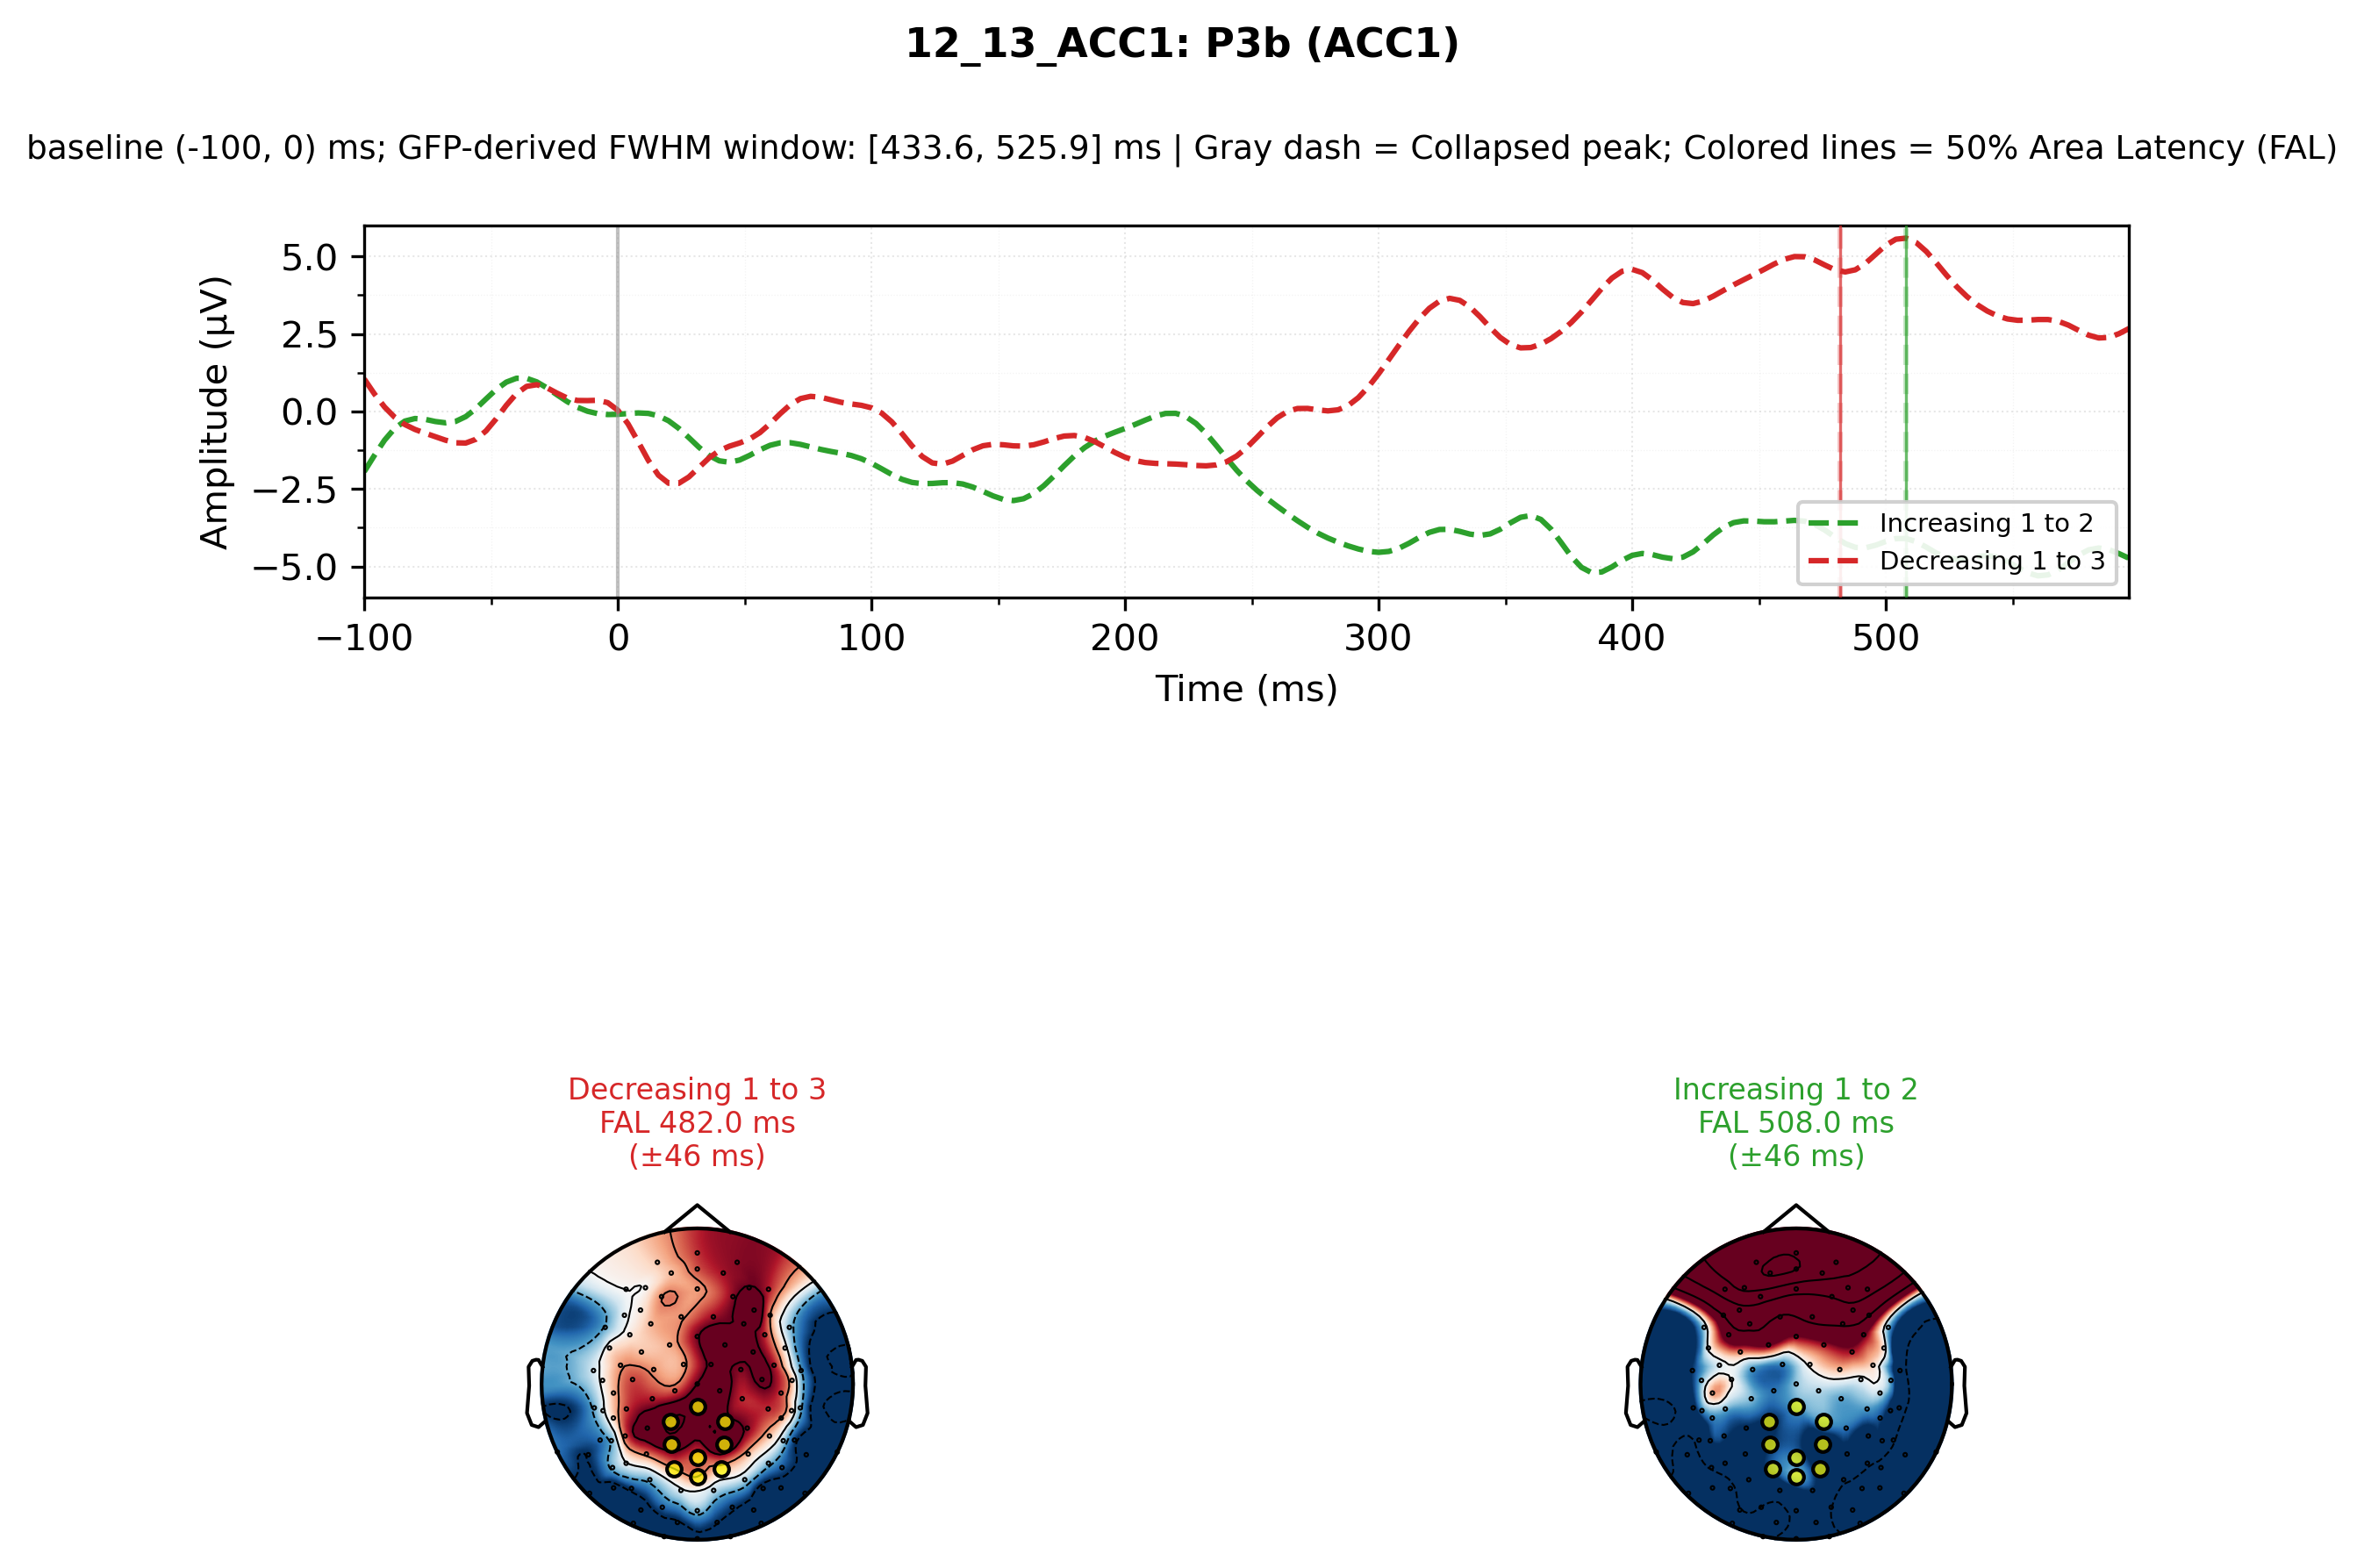 12_13_ACC1: P3b (ACC1)
baseline (-100, 0) ms; GFP-derived FWHM window: [433.6, 525.9] ms | Gray dash = Collapsed peak; Colored lines = 50% Area Latency (FAL)
Amplitude (µV)
5.0
2.5
0.0
−2.5
−5.0
Increasing 1 to 2
Decreasing 1 to 3
−100 0 100 200 300 400 500
Time (ms)
Decreasing 1 to 3
FAL 482.0 ms
(±46 ms)
Increasing 1 to 2
FAL 508.0 ms
(±46 ms)